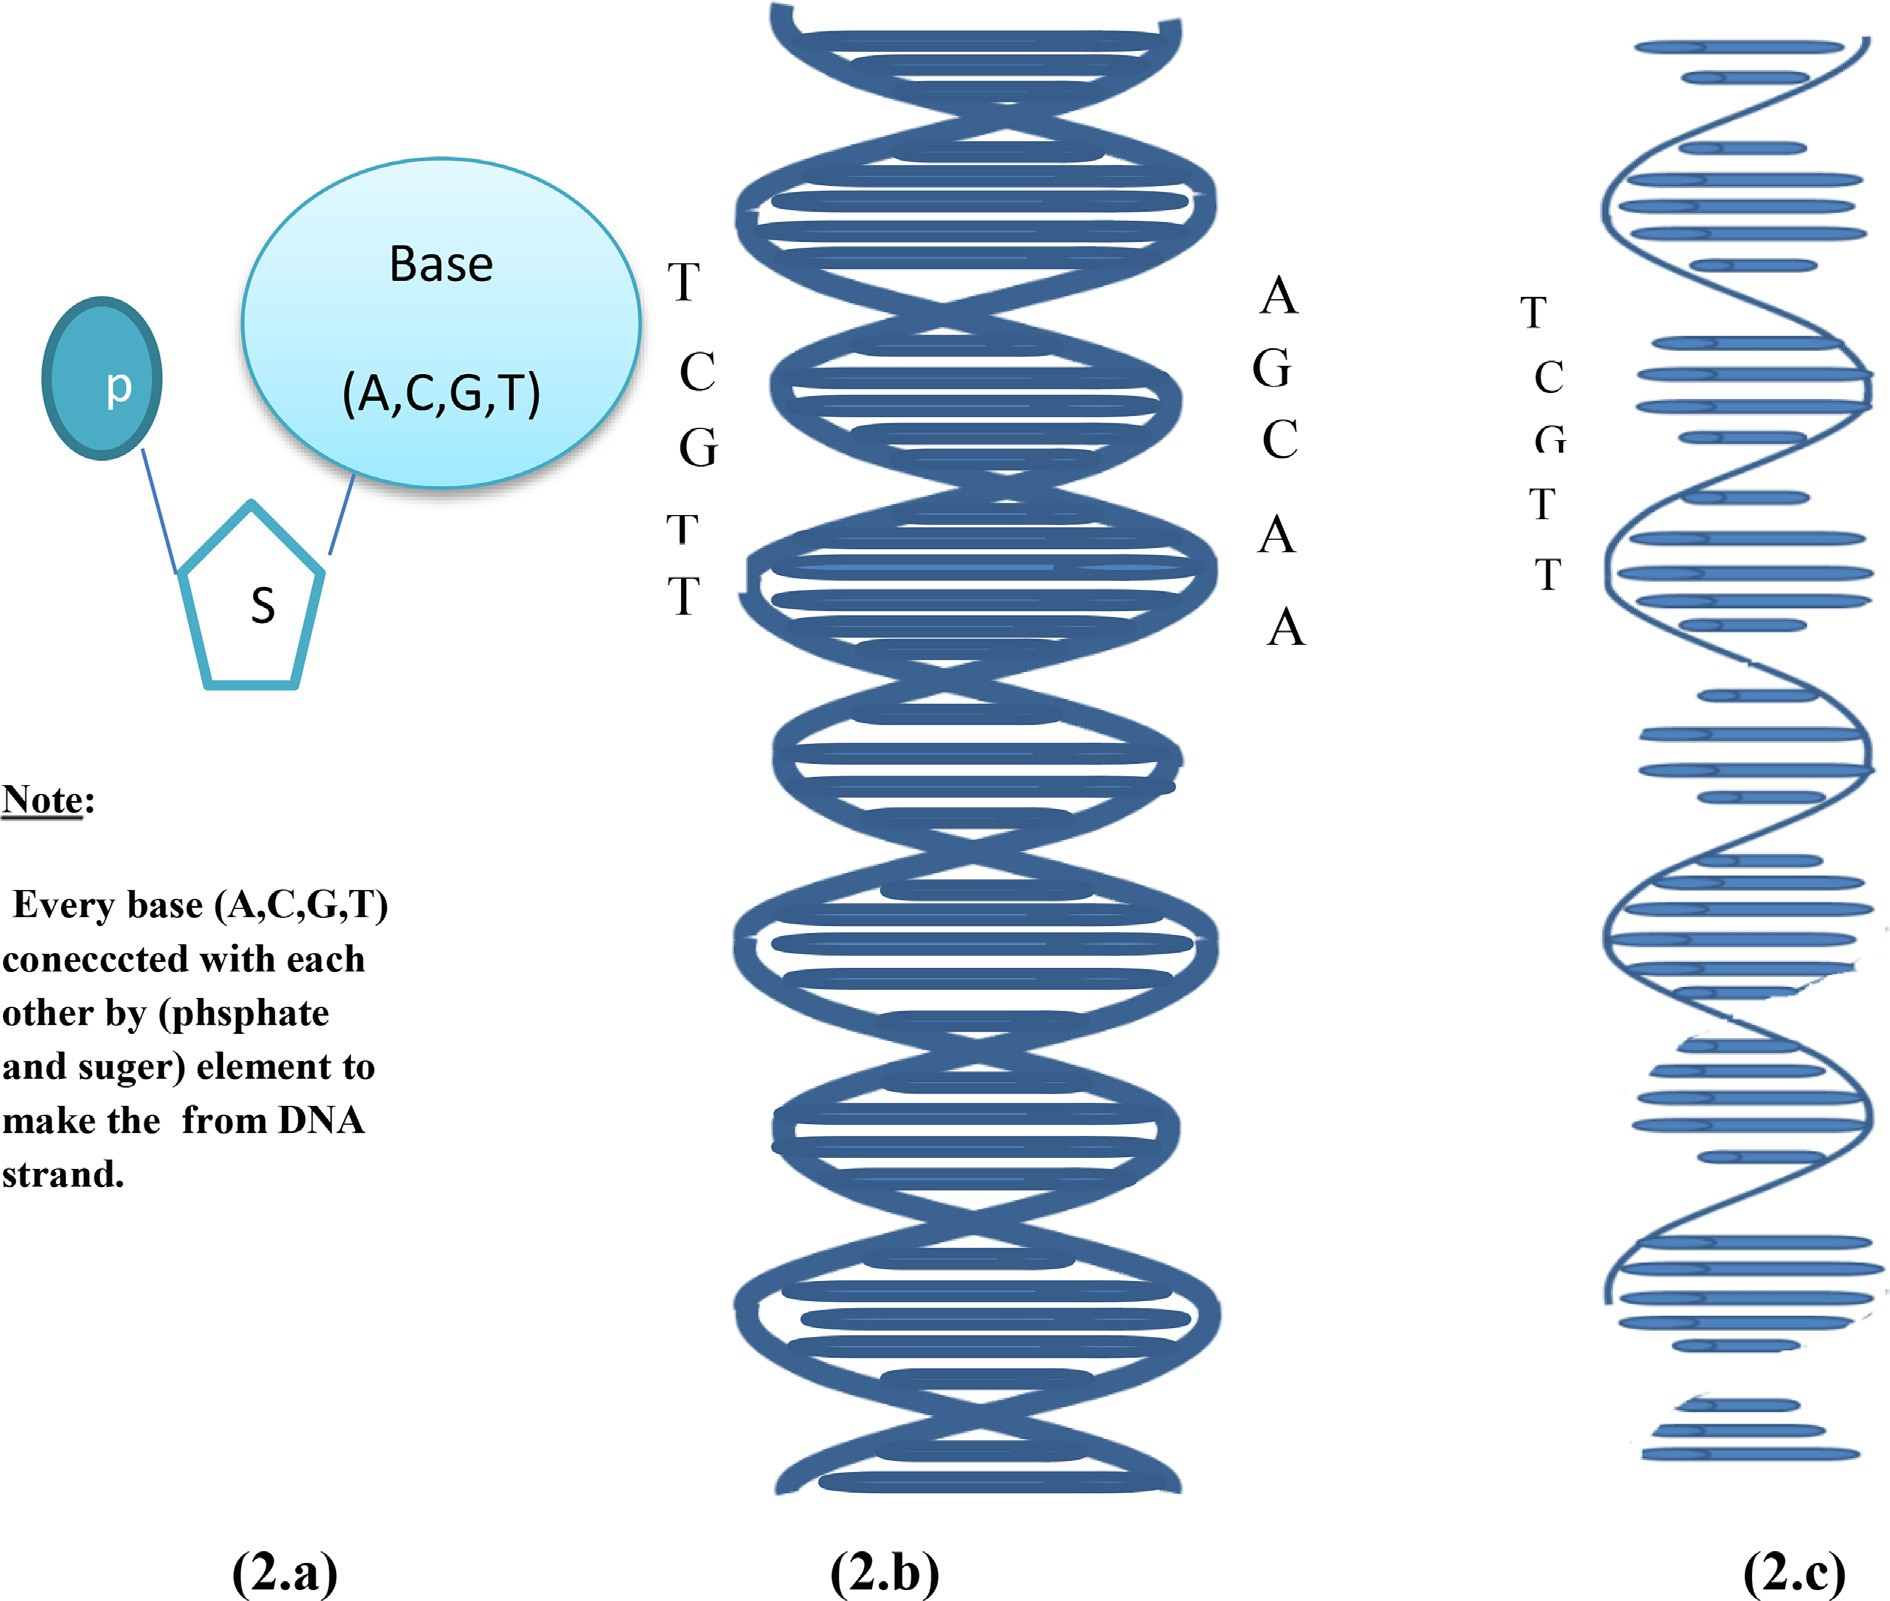 Base
(A,C,G,T)
p
S
Note:
Every base (A,C,G,T)
conecccted with each
other by (phsphate
and suger) element to
make the from DNA
strand.
(2.a)
T
C
G
T
T
A
G
C
A
A
(2.b)
T
C
G
T
T
(2.c)